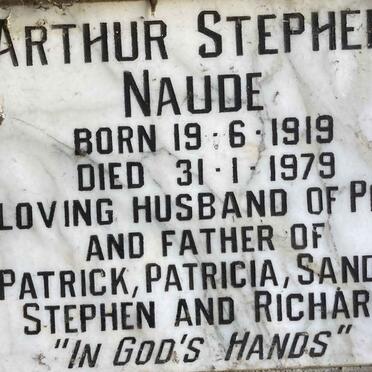 ARTHUR STEPHEN
NAUDE
BORN 19-6-1919
DIED 31-1-1979
LOVING HUSBAND OF
AND FATHER OF
PATRICK, PATRICIA,
STEPHEN AND RICHARD
"IN GOD'S HANDS"